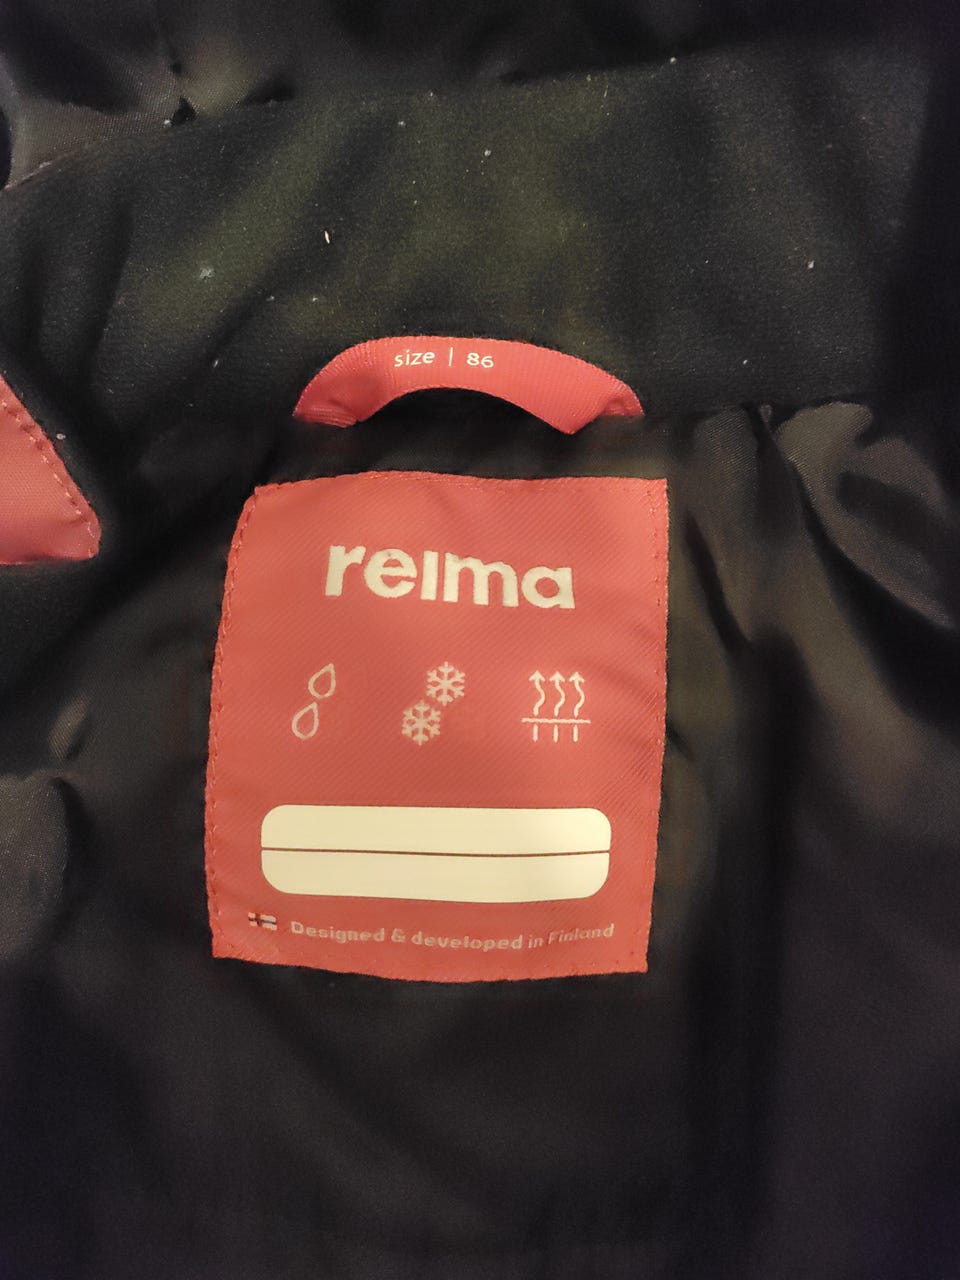 size | 86
reima
Designed & developed in Finland